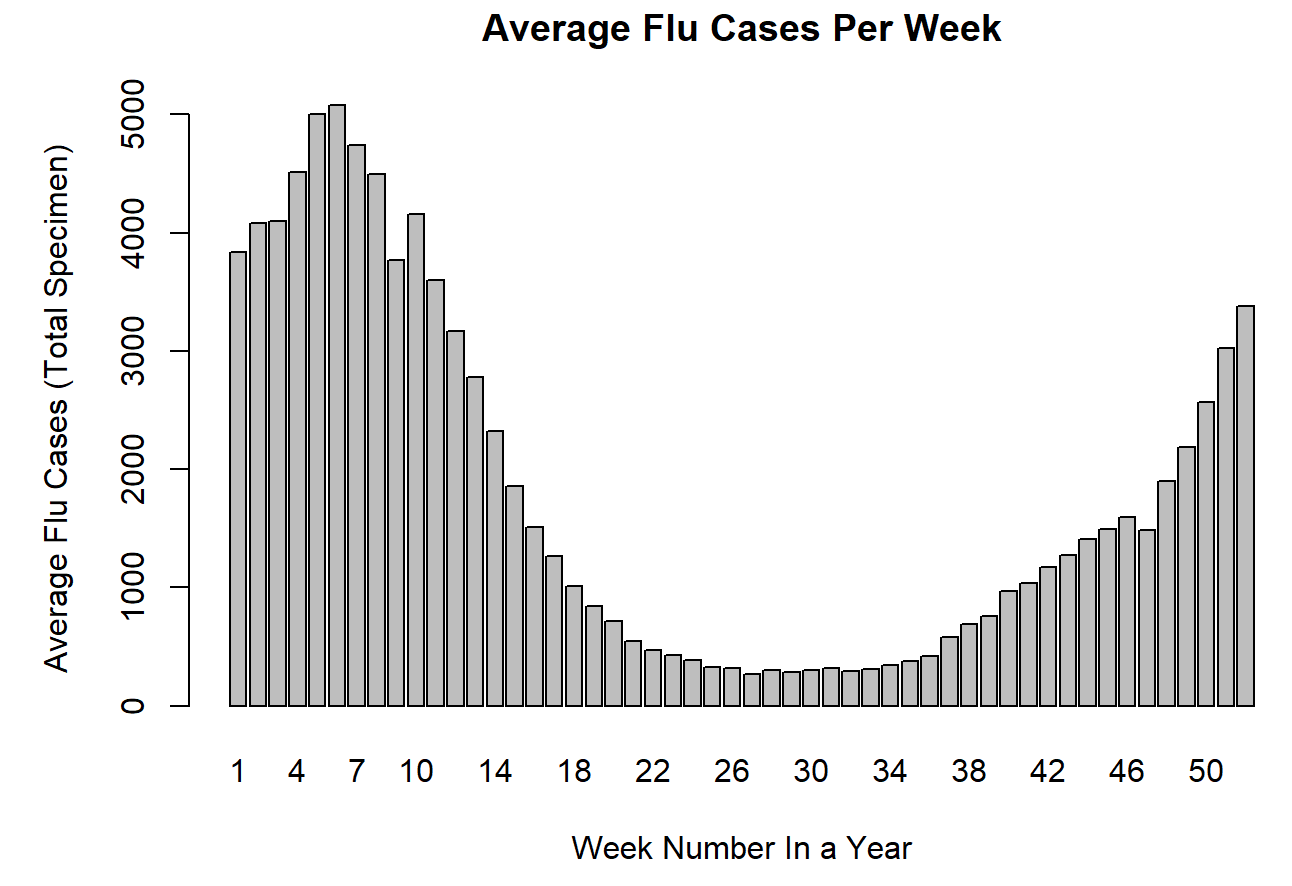 Average Flu Cases Per Week
Average Flu Cases (Total Specimen)
5000
4000
3000
2000
1000
0
1 4 7 10 14 18 22 26 30 34 38 42 46 50
Week Number In a Year